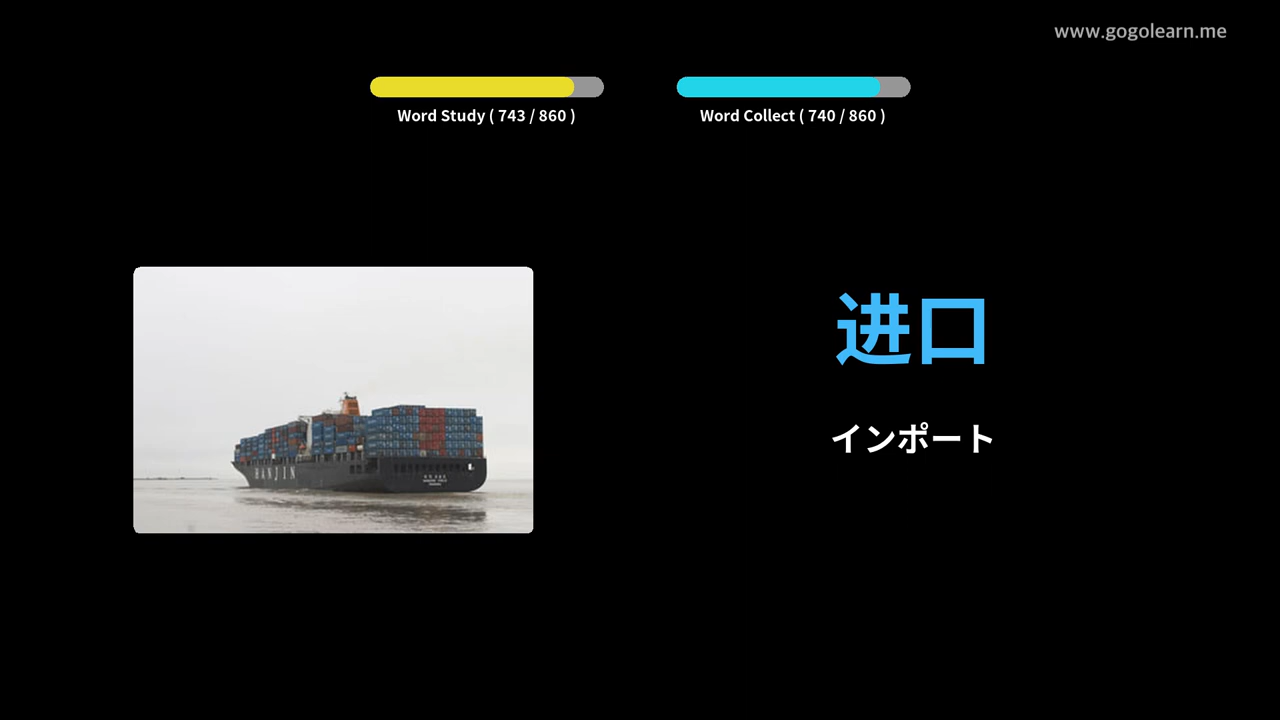 www.gogolearn.me
Word Study ( 743 / 860 )
Word Collect ( 740 / 860 )
进口
インポート
HANJIN